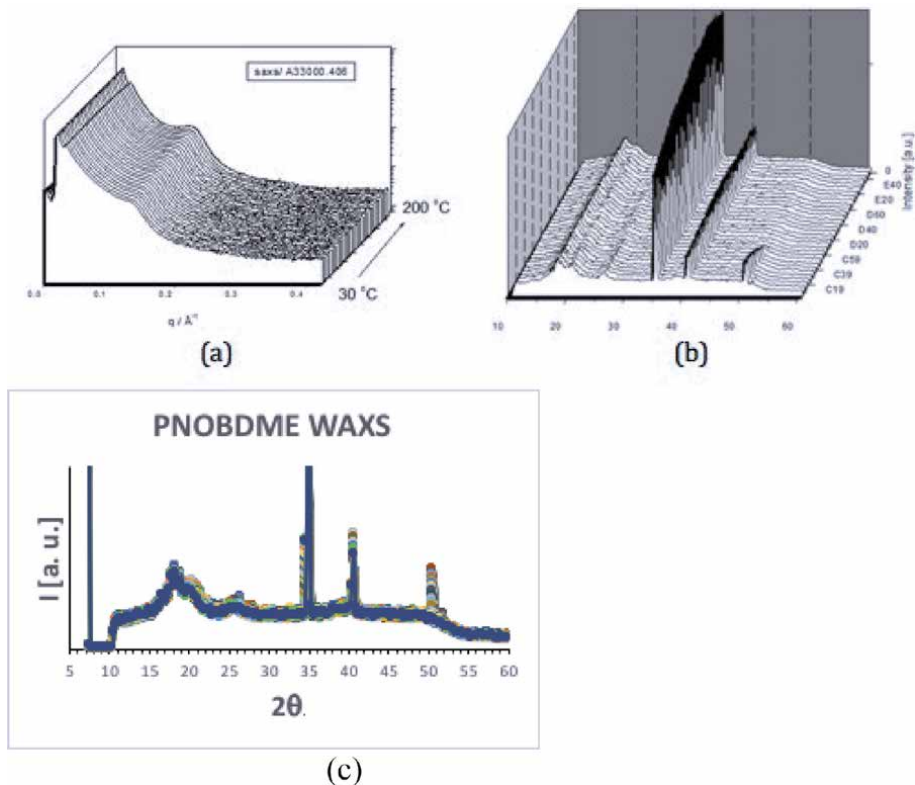 saxs/ A33000.406
200 °C
30 °C
0.0 0.1 0.2 0.3 0.4
q / Å⁻¹
(a)
Intensity [a.u.]
0
E40
E20
D60
D40
D20
C59
C39
C19
10 20 30 40 50 60
(b)
PNOBDME WAXS
I [a. u.]
5 10 15 20 25 30 35 40 45 50 55 60
2θ.
(c)